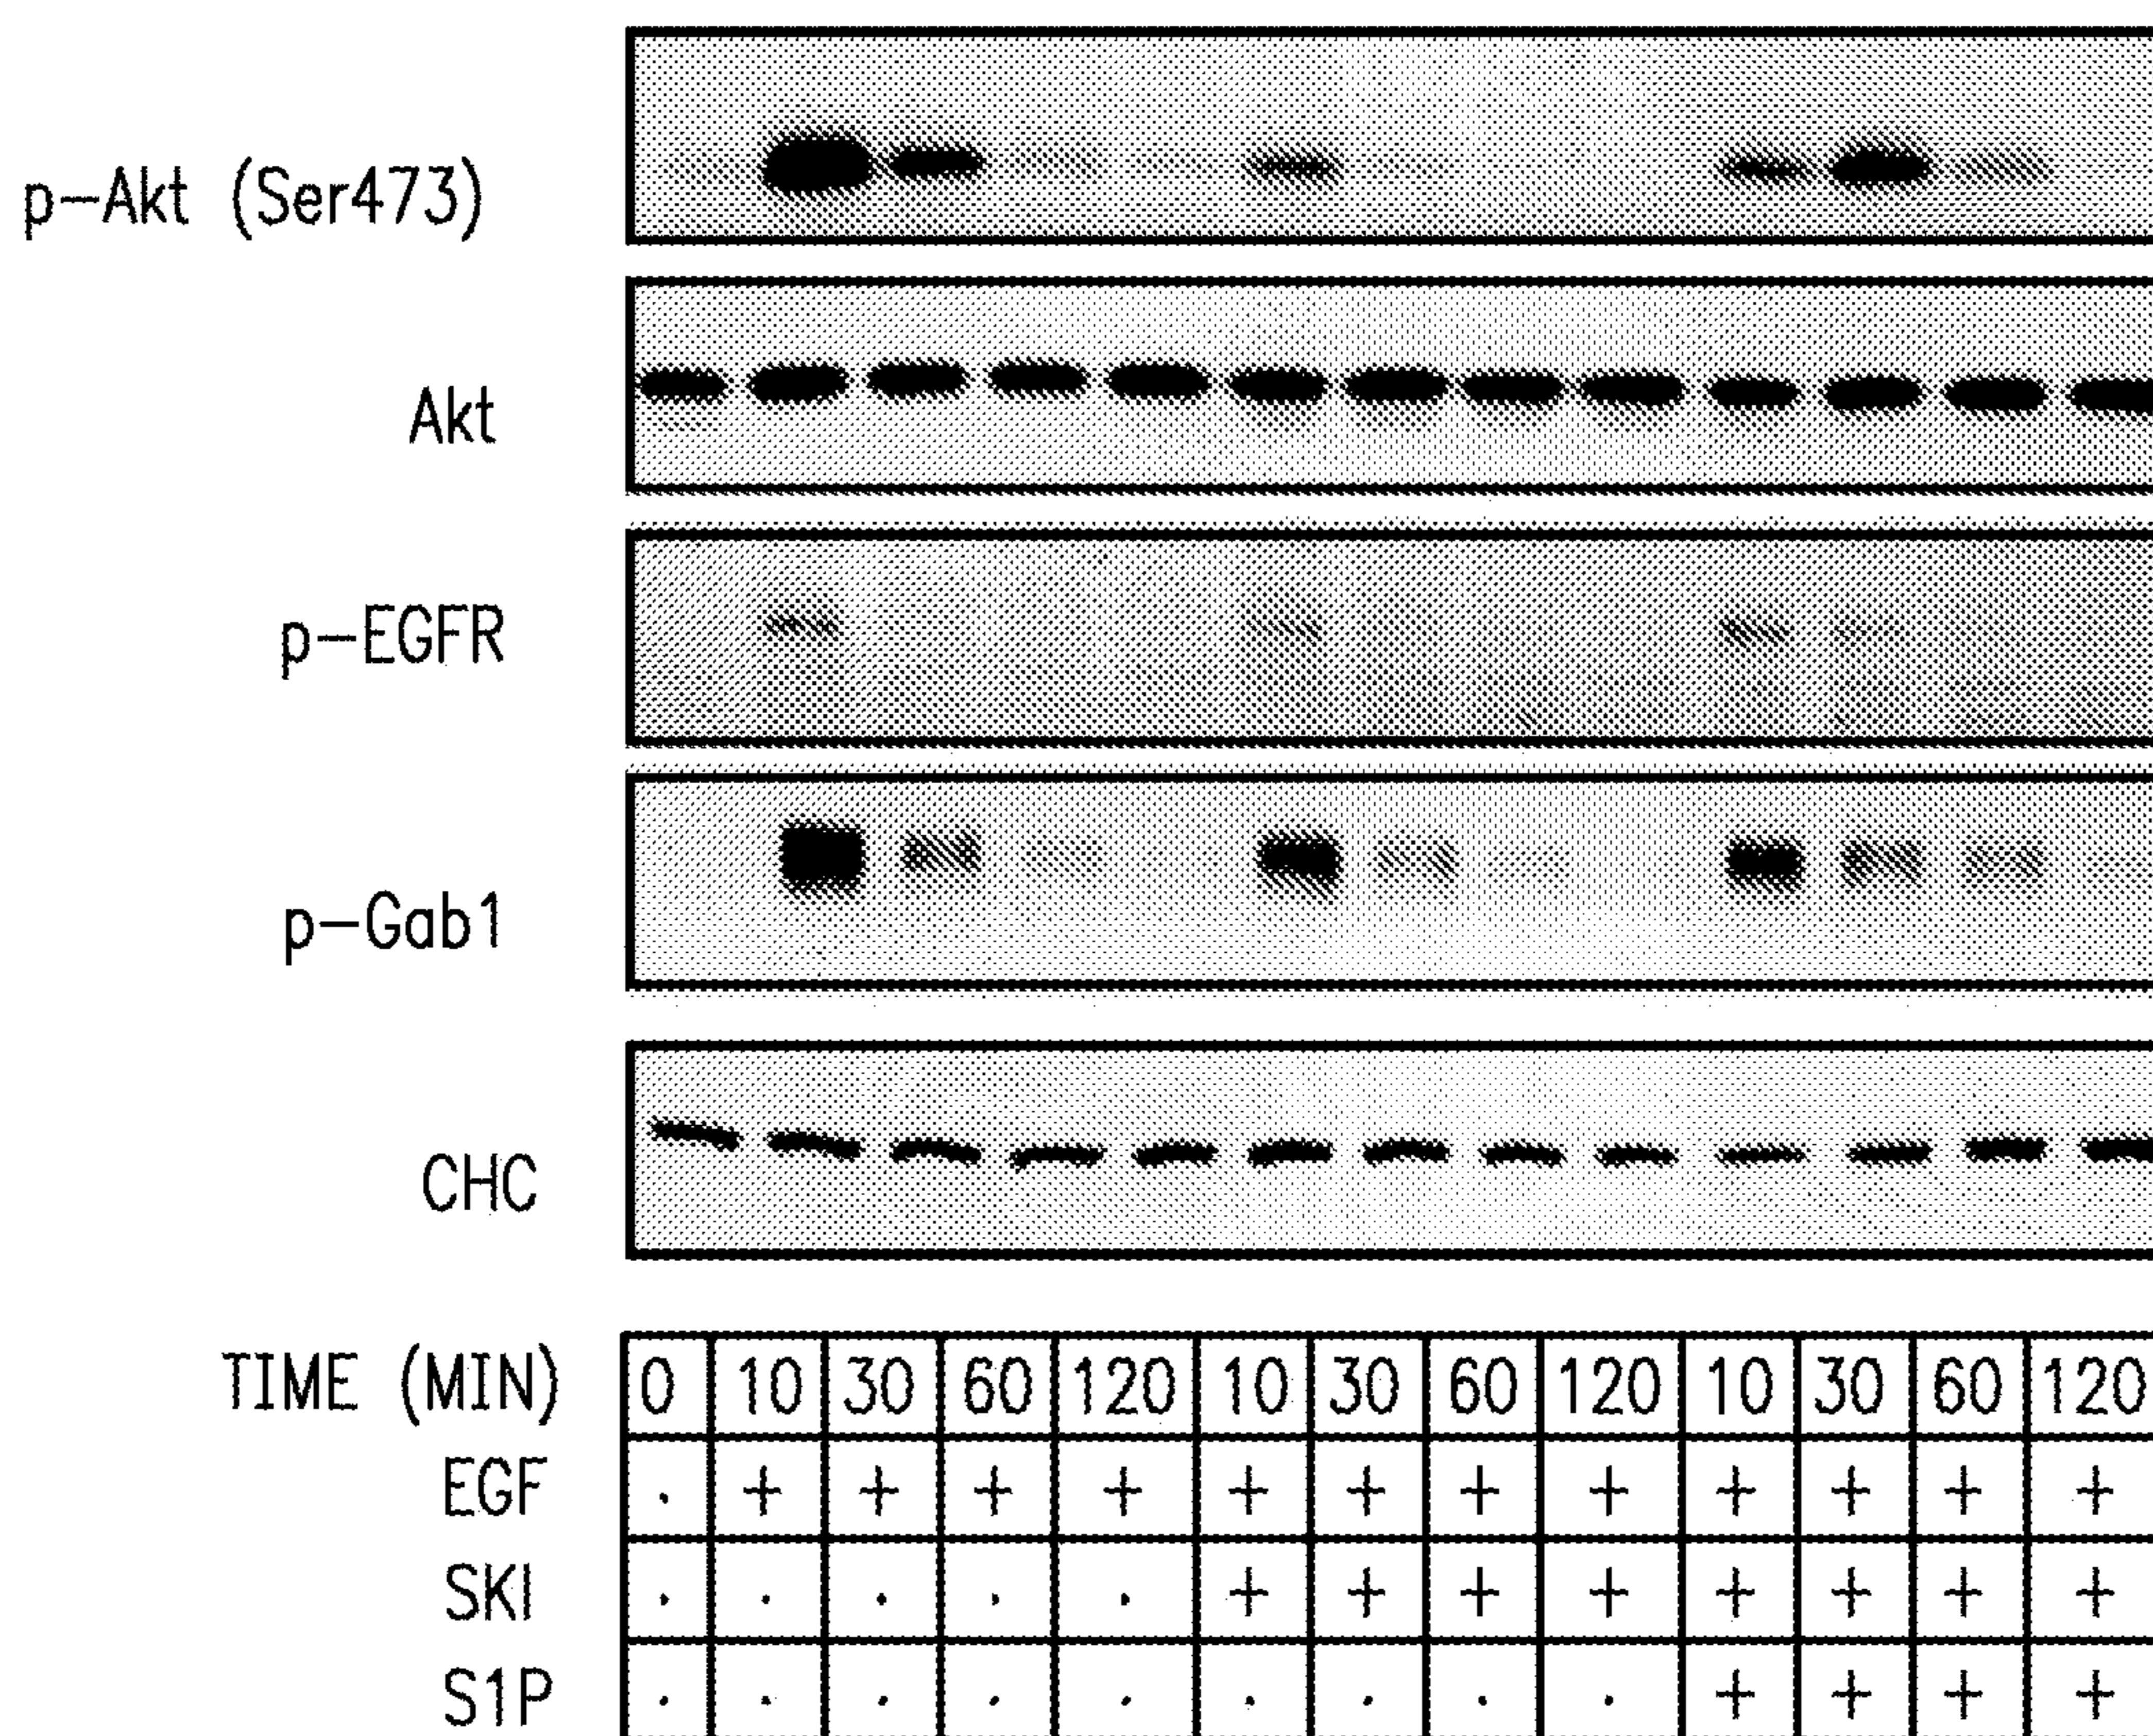 p-Akt (Ser473)
Akt
p-EGFR
p-Gab1
CHC
TIME (MIN) 0 10 30 60 120 10 30 60 120 10 30 60 120
EGF . + + + + + + + + + + + +
SKI . . . . . + + + + + + + +
S1P . . . . . . . . . + + + +